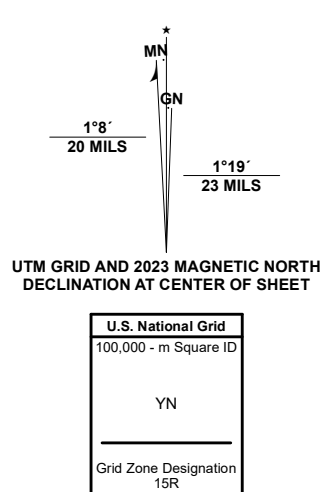 ★
MN
GN
1°8´
20 MILS
1°19´
23 MILS
UTM GRID AND 2023 MAGNETIC NORTH
DECLINATION AT CENTER OF SHEET
U.S. National Grid
100,000 - m Square ID
YN
Grid Zone Designation
15R